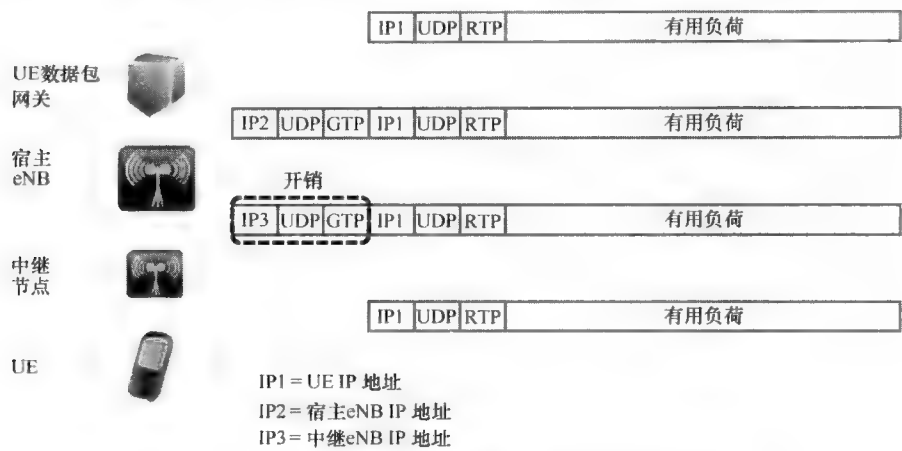 IP1 UDP RTP 有用负荷
UE数据包
网关
IP2 UDP GTP IP1 UDP RTP 有用负荷
宿主
eNB
开销
IP3 UDP GTP IP1 UDP RTP 有用负荷
中继
节点
IP1 UDP RTP 有用负荷
UE
IP1 = UE IP 地址
IP2 = 宿主eNB IP 地址
IP3 = 中继eNB IP 地址